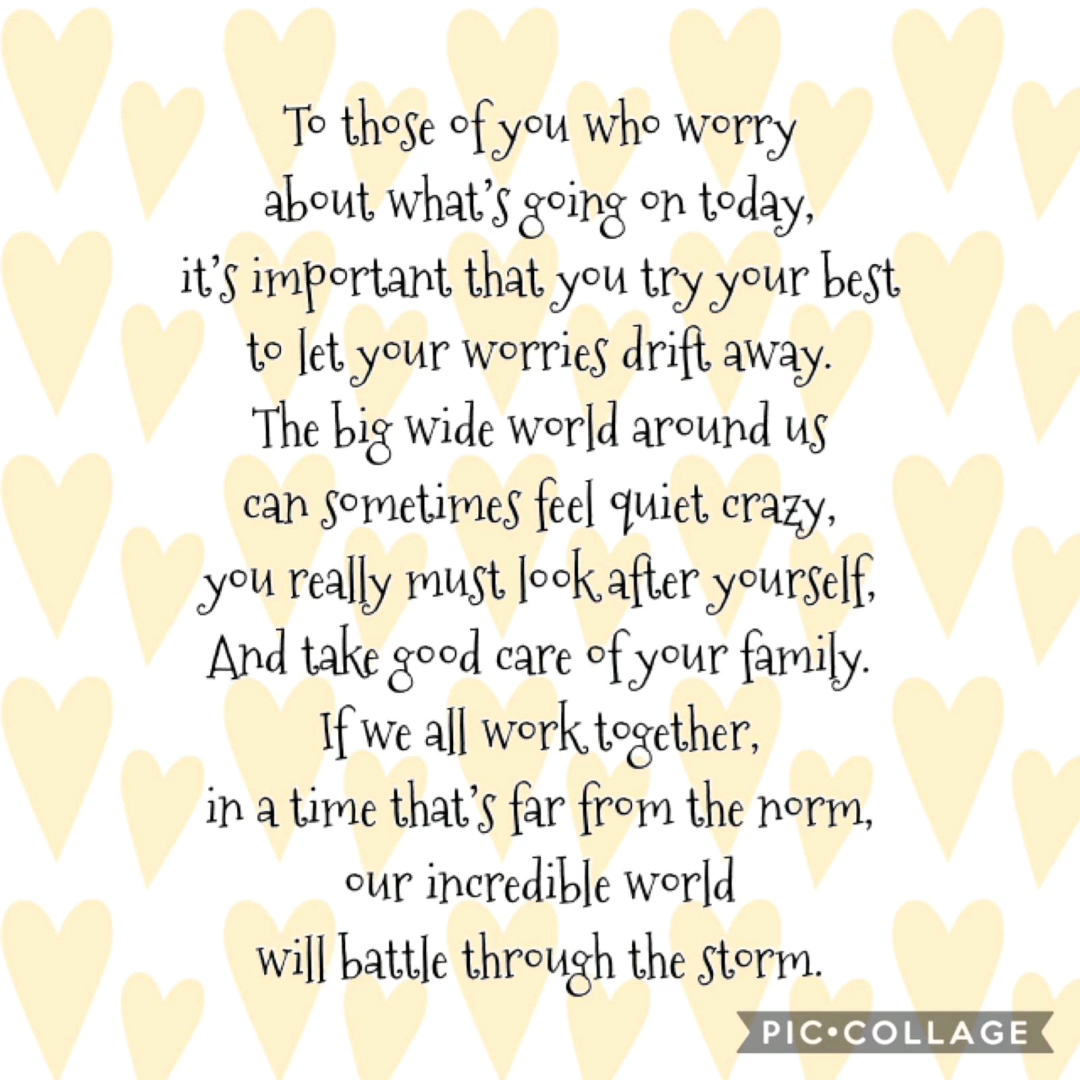 To those of you who worry
about what's going on today,
it's important that you try your best
to let your worries drift away.
The big wide world around us
can sometimes feel quiet crazy,
you really must look after yourself,
And take good care of your family.
If we all work together,
in a time that's far from the norm,
our incredible world
will battle through the storm.
PIC•COLLAGE